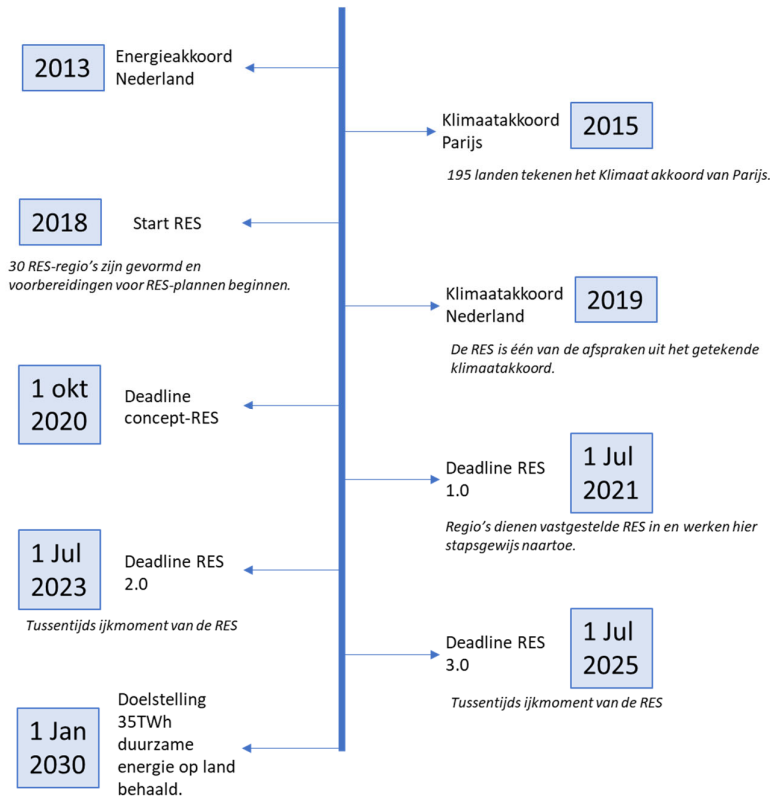 2013
Energieakkoord
Nederland
Klimaatakkoord
Parijs
2015
195 landen tekenen het Klimaat akkoord van Parijs.
2018
Start RES
30 RES-regio's zijn gevormd en
voorbereidingen voor RES-plannen beginnen.
Klimaatakkoord
Nederland
2019
De RES is één van de afspraken uit het getekende
klimaatakkoord.
1 okt
2020
Deadline
concept-RES
Deadline RES
1.0
1 Jul
2021
Regio's dienen vastgestelde RES in en werken hier
stapsgewijs naartoe.
1 Jul
2023
Deadline RES
2.0
Tussentijds ijkmoment van de RES
Deadline RES
3.0
1 Jul
2025
Tussentijds ijkmoment van de RES
1 Jan
2030
Doelstelling
35TWh
duurzame
energie op land
behaald.